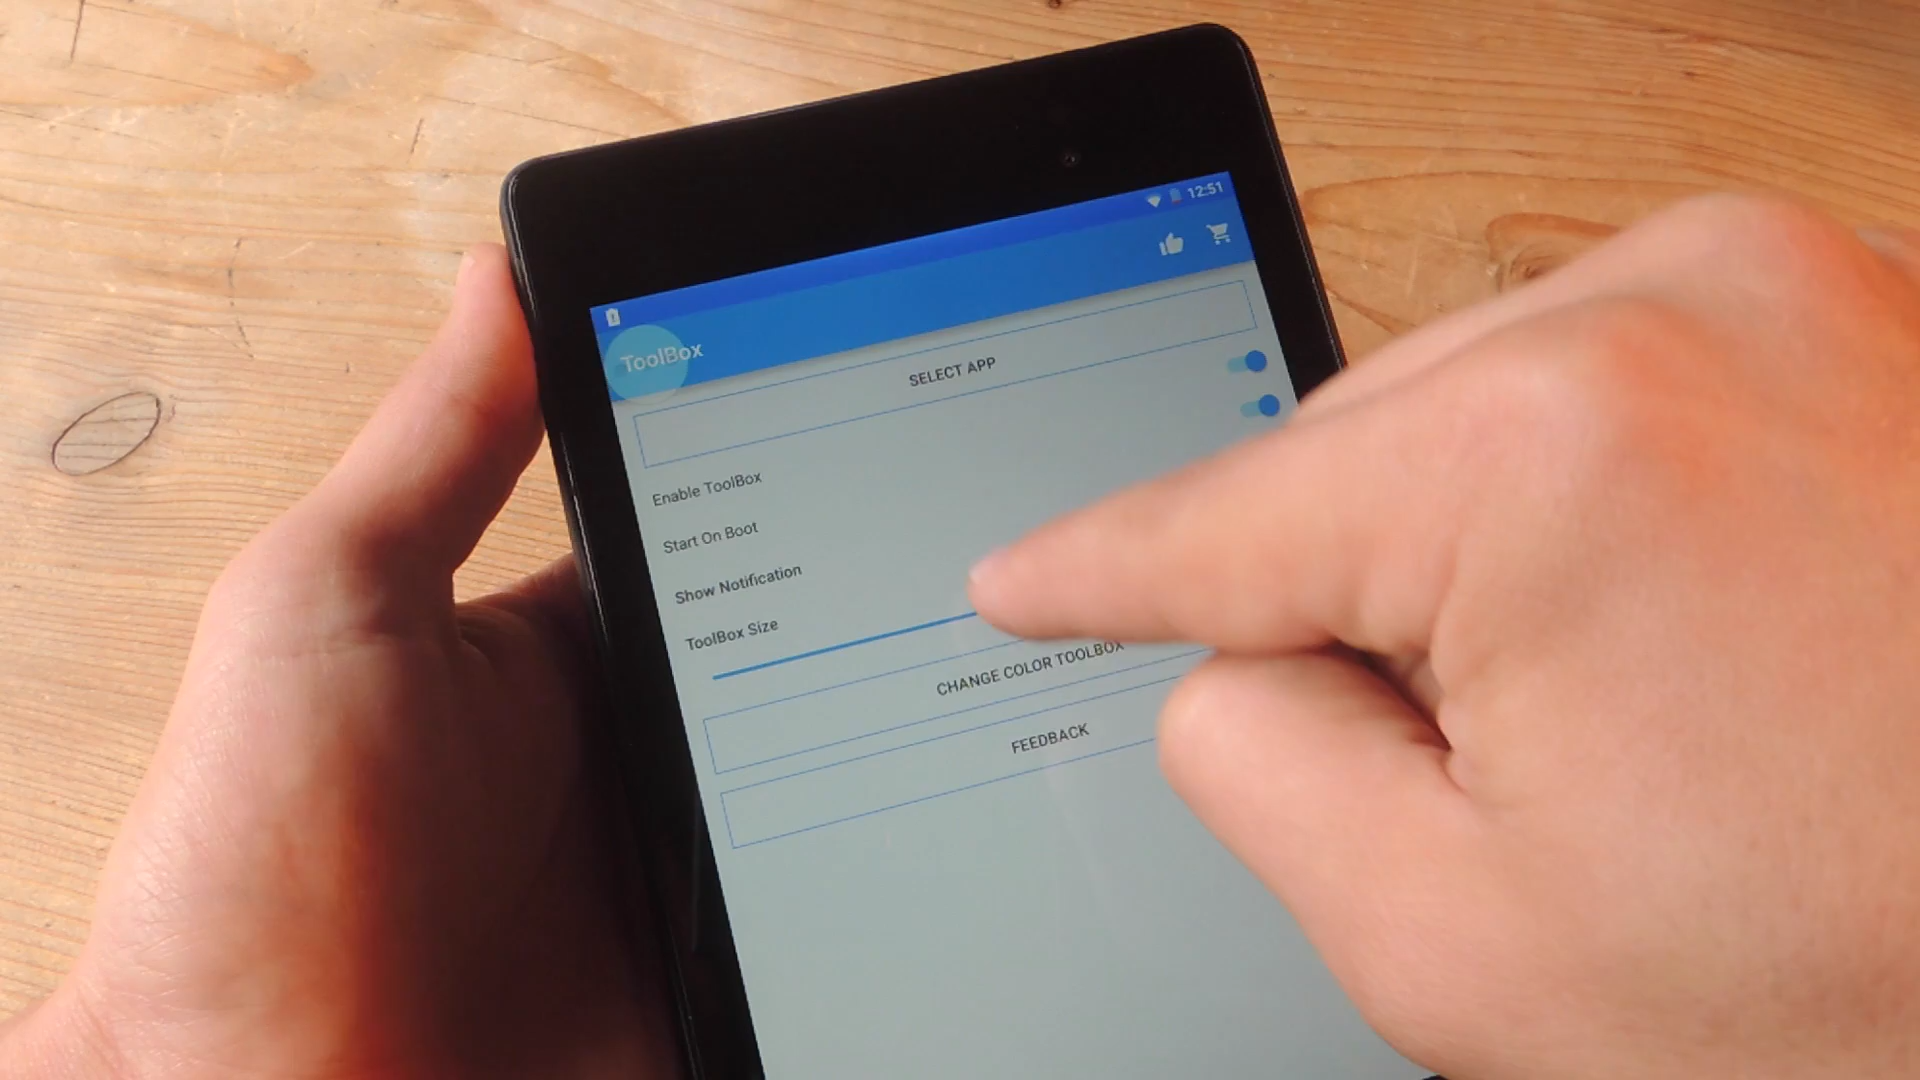 12:51
ToolBox
SELECT APP
Enable ToolBox
Start On Boot
Show Notification
ToolBox Size
CHANGE COLOR TOOLBOX
FEEDBACK